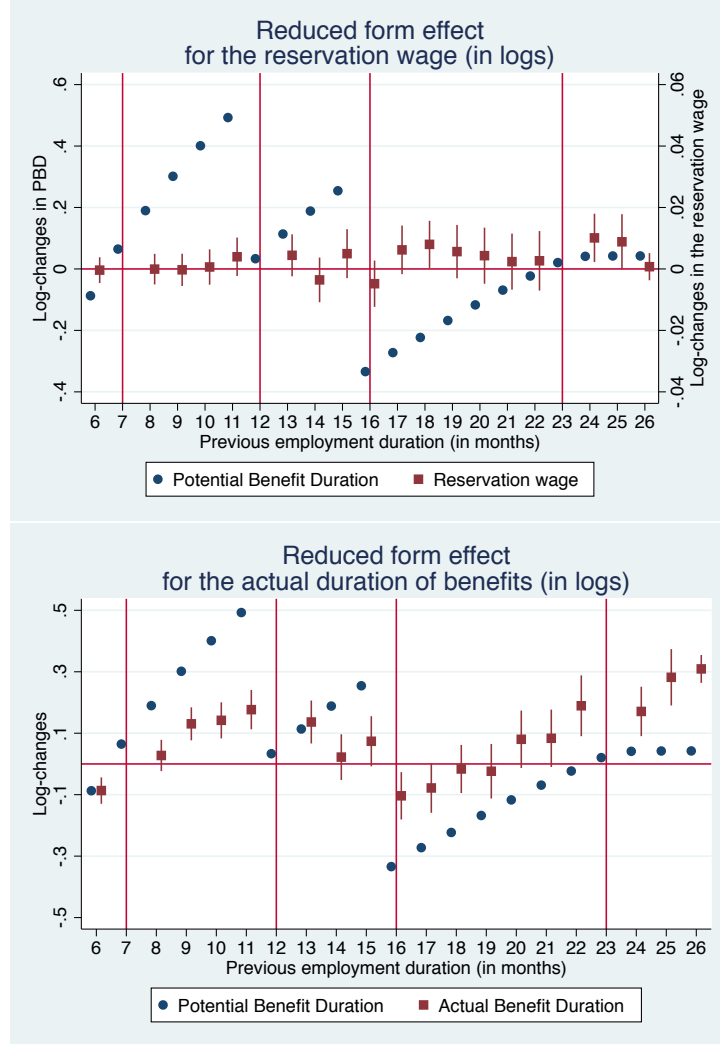 Reduced form effect
for the reservation wage (in logs)
Log-changes in PBD
.6
.4
.2
0
-.2
-.4
Log-changes in the reservation wage
.06
.04
.02
0
-.02
-.04
6 7 8 9 10 11 12 13 14 15 16 17 18 19 20 21 22 23 24 25 26
Previous employment duration (in months)
Potential Benefit Duration Reservation wage
Reduced form effect
for the actual duration of benefits (in logs)
Log-changes
.5
.3
.1
-.1
-.3
-.5
6 7 8 9 10 11 12 13 14 15 16 17 18 19 20 21 22 23 24 25 26
Previous employment duration (in months)
Potential Benefit Duration Actual Benefit Duration